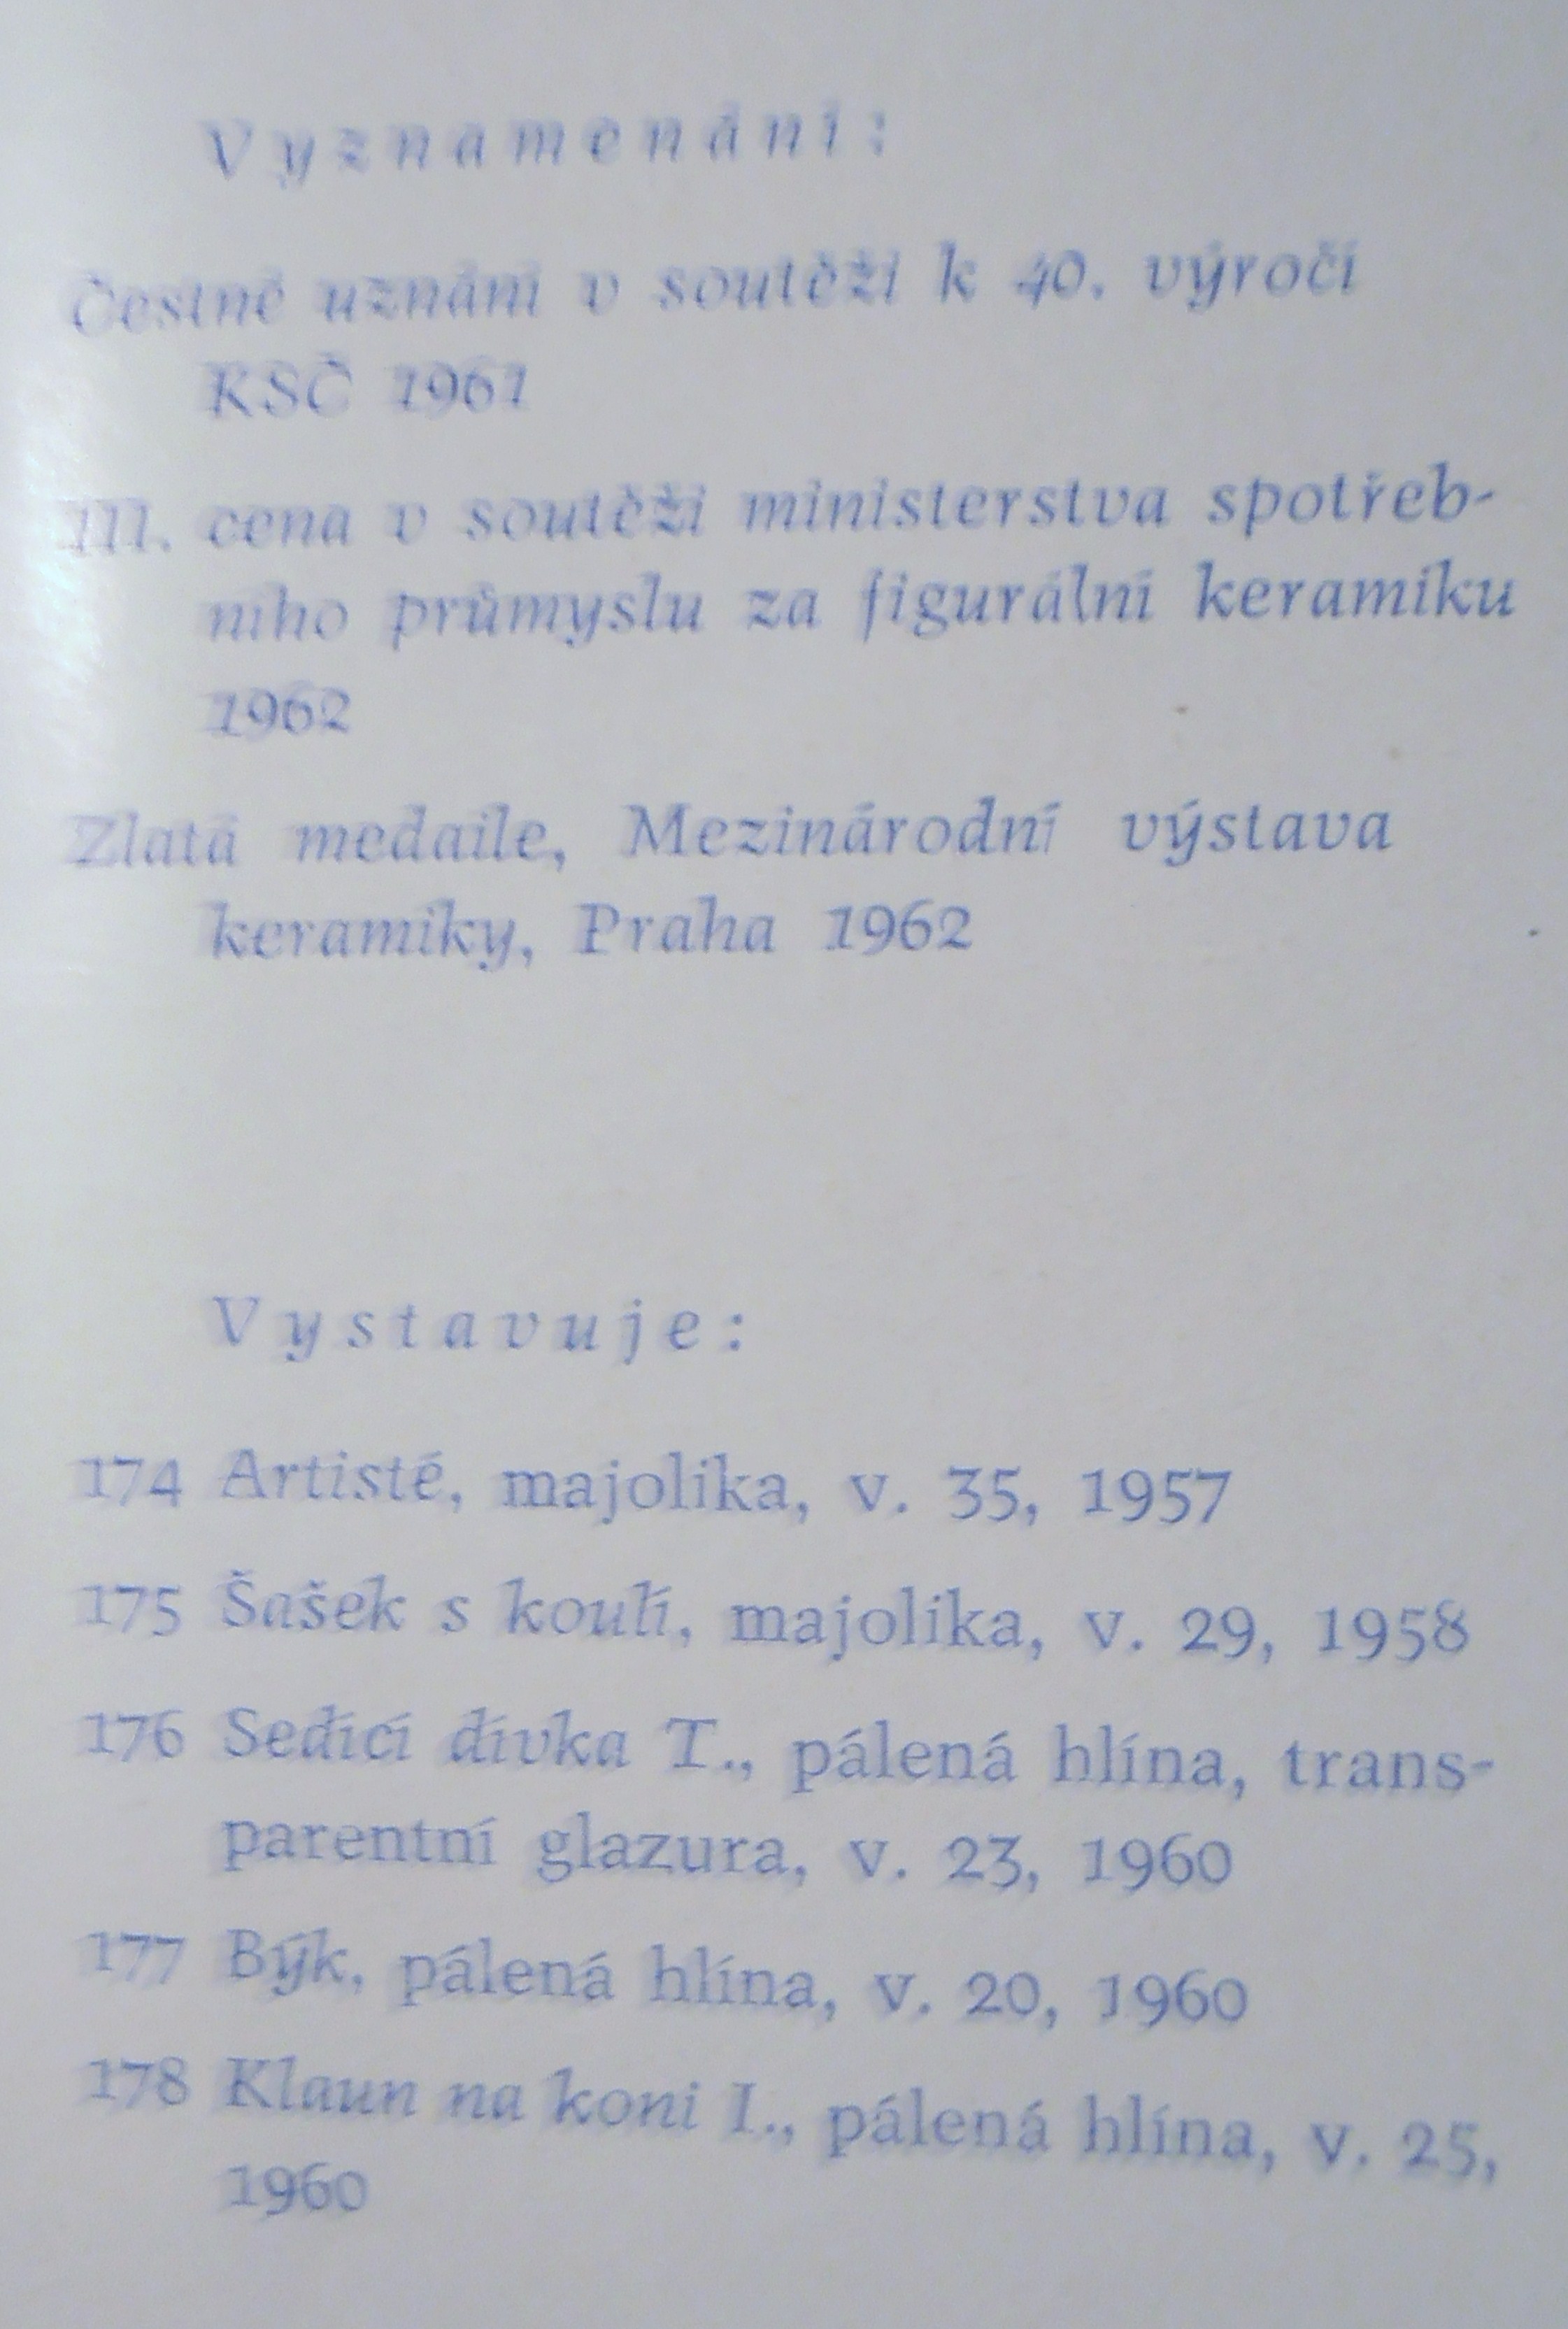 Vyznamenání:
Čestné uznání v soutěži k 40. výročí
KSČ 1961
III. cena v soutěži ministerstva spotřeb-
ního průmyslu za figurální keramiku
1962
Zlatá medaile, Mezinárodní výstava
keramiky, Praha 1962
Vystavuje:
174 Artisté, majolika, v. 35, 1957
175 Šašek s koulí, majolika, v. 29, 1958
176 Sedící dívka T., pálená hlína, trans-
parentní glazura, v. 23, 1960
177 Býk, pálená hlína, v. 20, 1960
178 Klaun na koni I., pálená hlína, v. 25,
1960